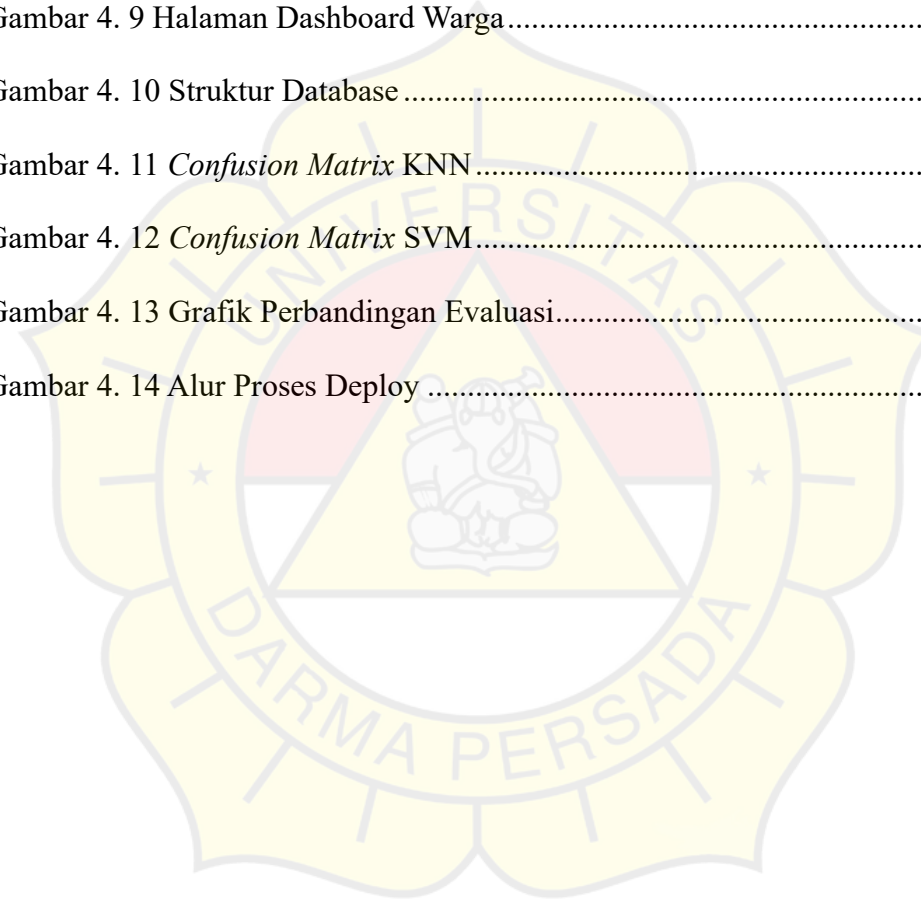 Gambar 4. 9 Halaman Dashboard Warga....................................................
Gambar 4. 10 Struktur Database...............................................................
Gambar 4. 11 Confusion Matrix KNN.......................................................
Gambar 4. 12 Confusion Matrix SVM.......................................................
Gambar 4. 13 Grafik Perbandingan Evaluasi..............................................
Gambar 4. 14 Alur Proses Deploy ............................................................
UNIVERSITAS
DARMA PERSADA